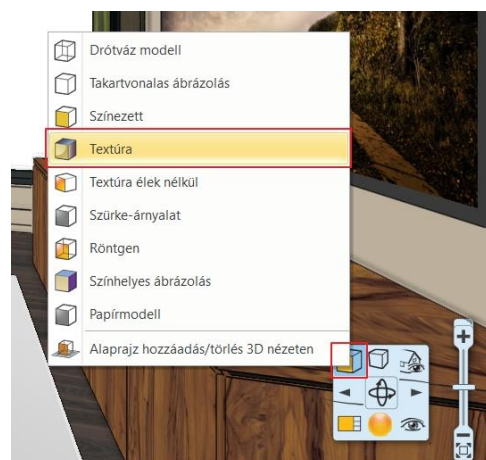 Drótváz modell
Takartvonalas ábrázolás
Színezett
Textúra
Textúra élek nélkül
Szürke-árnyalat
Röntgen
Színhelyes ábrázolás
Papírmodell
Alaprajz hozzáadás/törlés 3D nézeten